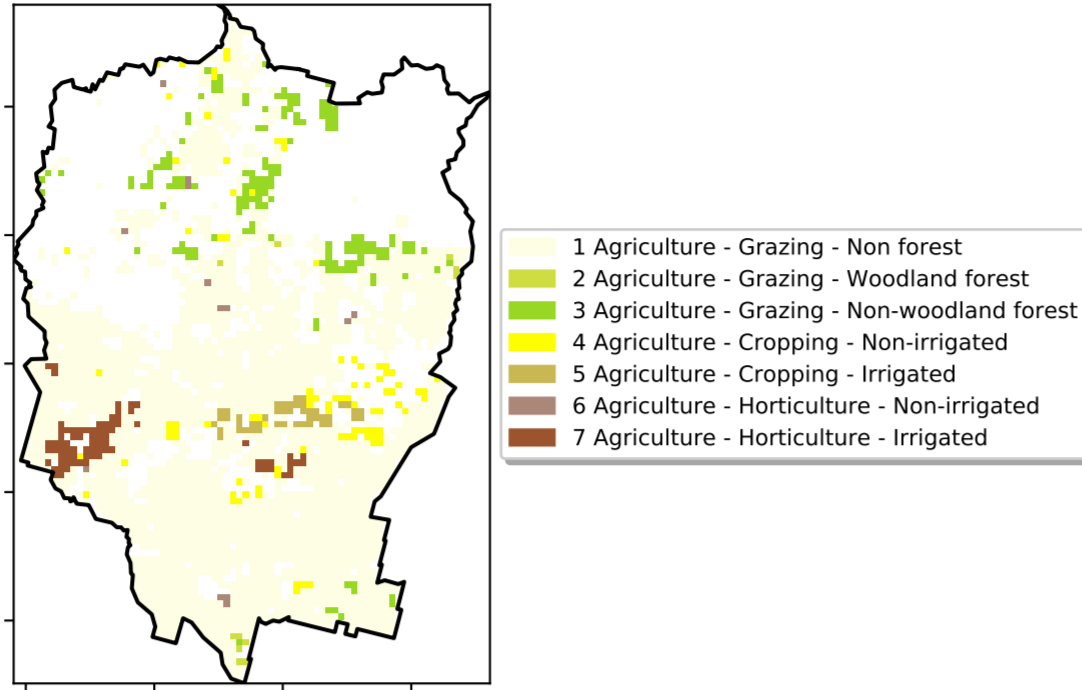 1 Agriculture - Grazing - Non forest
2 Agriculture - Grazing - Woodland forest
3 Agriculture - Grazing - Non-woodland forest
4 Agriculture - Cropping - Non-irrigated
5 Agriculture - Cropping - Irrigated
6 Agriculture - Horticulture - Non-irrigated
7 Agriculture - Horticulture - Irrigated